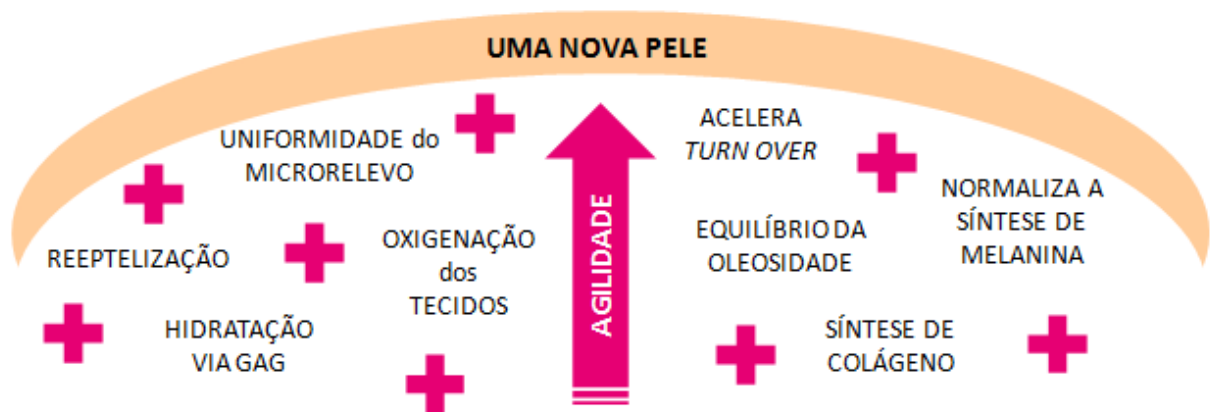 UMA NOVA PELE
UNIFORMIDADE do
MICRORELEVO
REEPTELIZAÇÃO
OXIGENAÇÃO
dos
TECIDOS
HIDRATAÇÃO
VIA GAG
AGILIDADE
ACELERA
TURN OVER
NORMALIZA A
SÍNTESE DE
MELANINA
EQUILÍBRIO DA
OLEOSIDADE
SÍNTESE DE
COLÁGENO